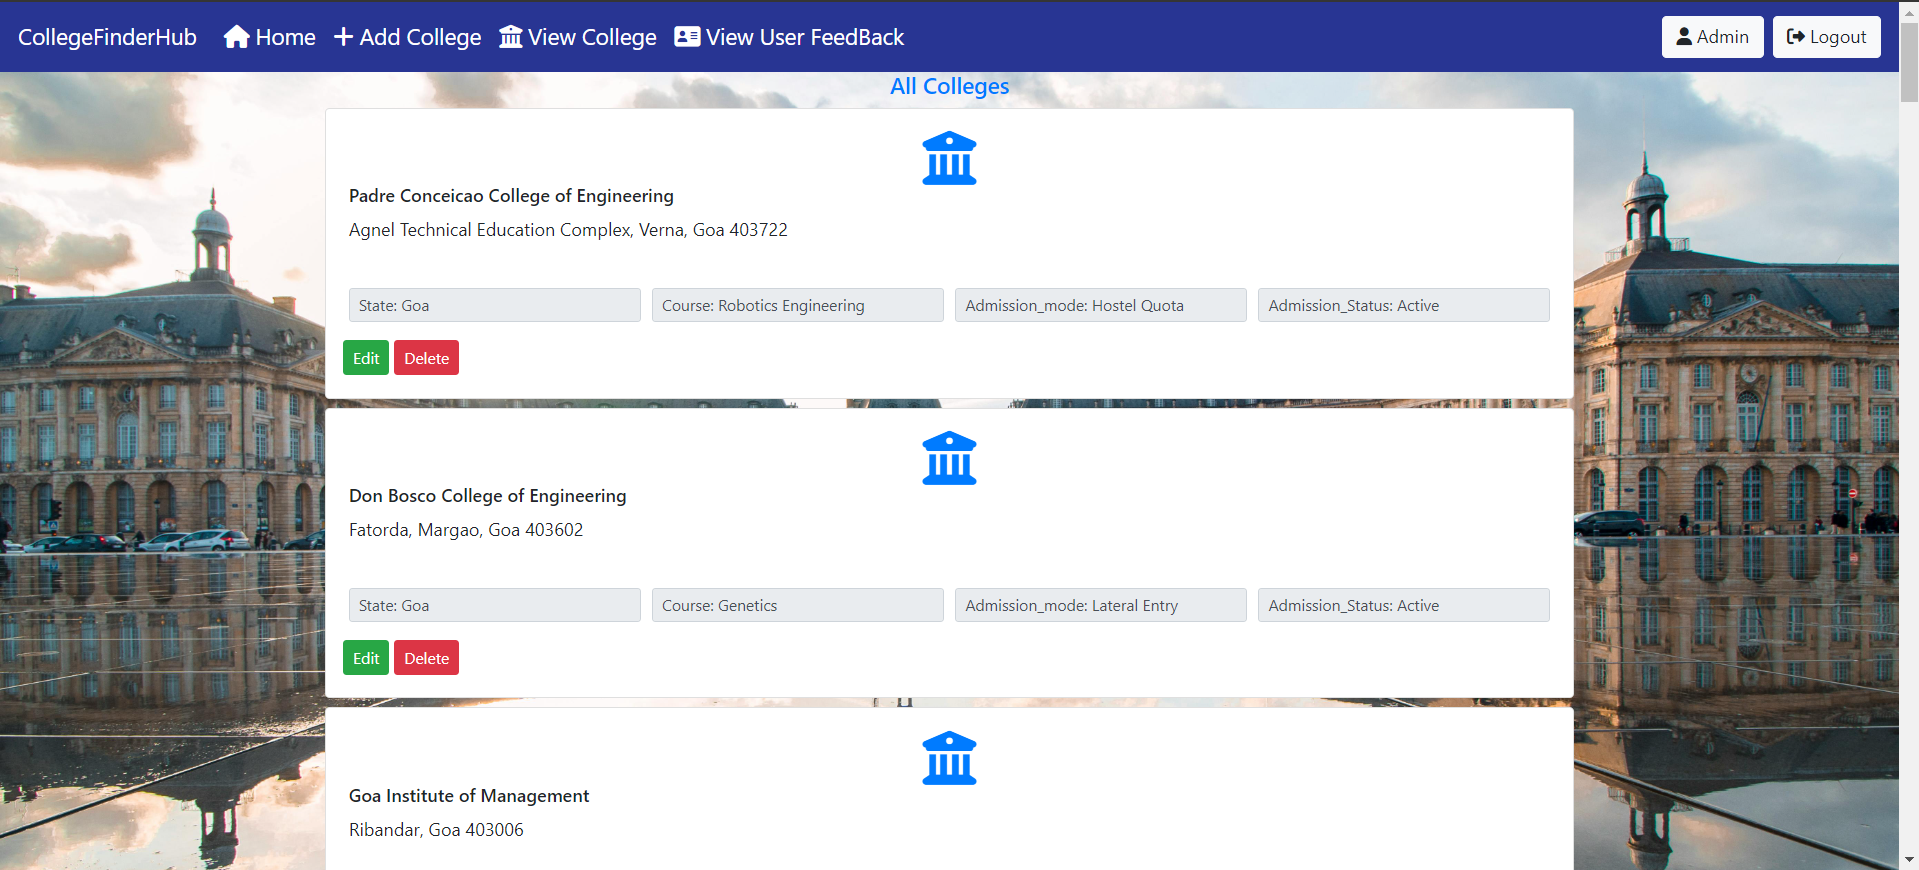 CollegeFinderHub Home Add College View College View User FeedBack Admin Logout
All Colleges
Padre Conceicao College of Engineering
Agnel Technical Education Complex, Verna, Goa 403722
State: Goa Course: Robotics Engineering Admission_mode: Hostel Quota Admission_Status: Active
Edit Delete
Don Bosco College of Engineering
Fatorda, Margao, Goa 403602
State: Goa Course: Genetics Admission_mode: Lateral Entry Admission_Status: Active
Edit Delete
Goa Institute of Management
Ribandar, Goa 403006